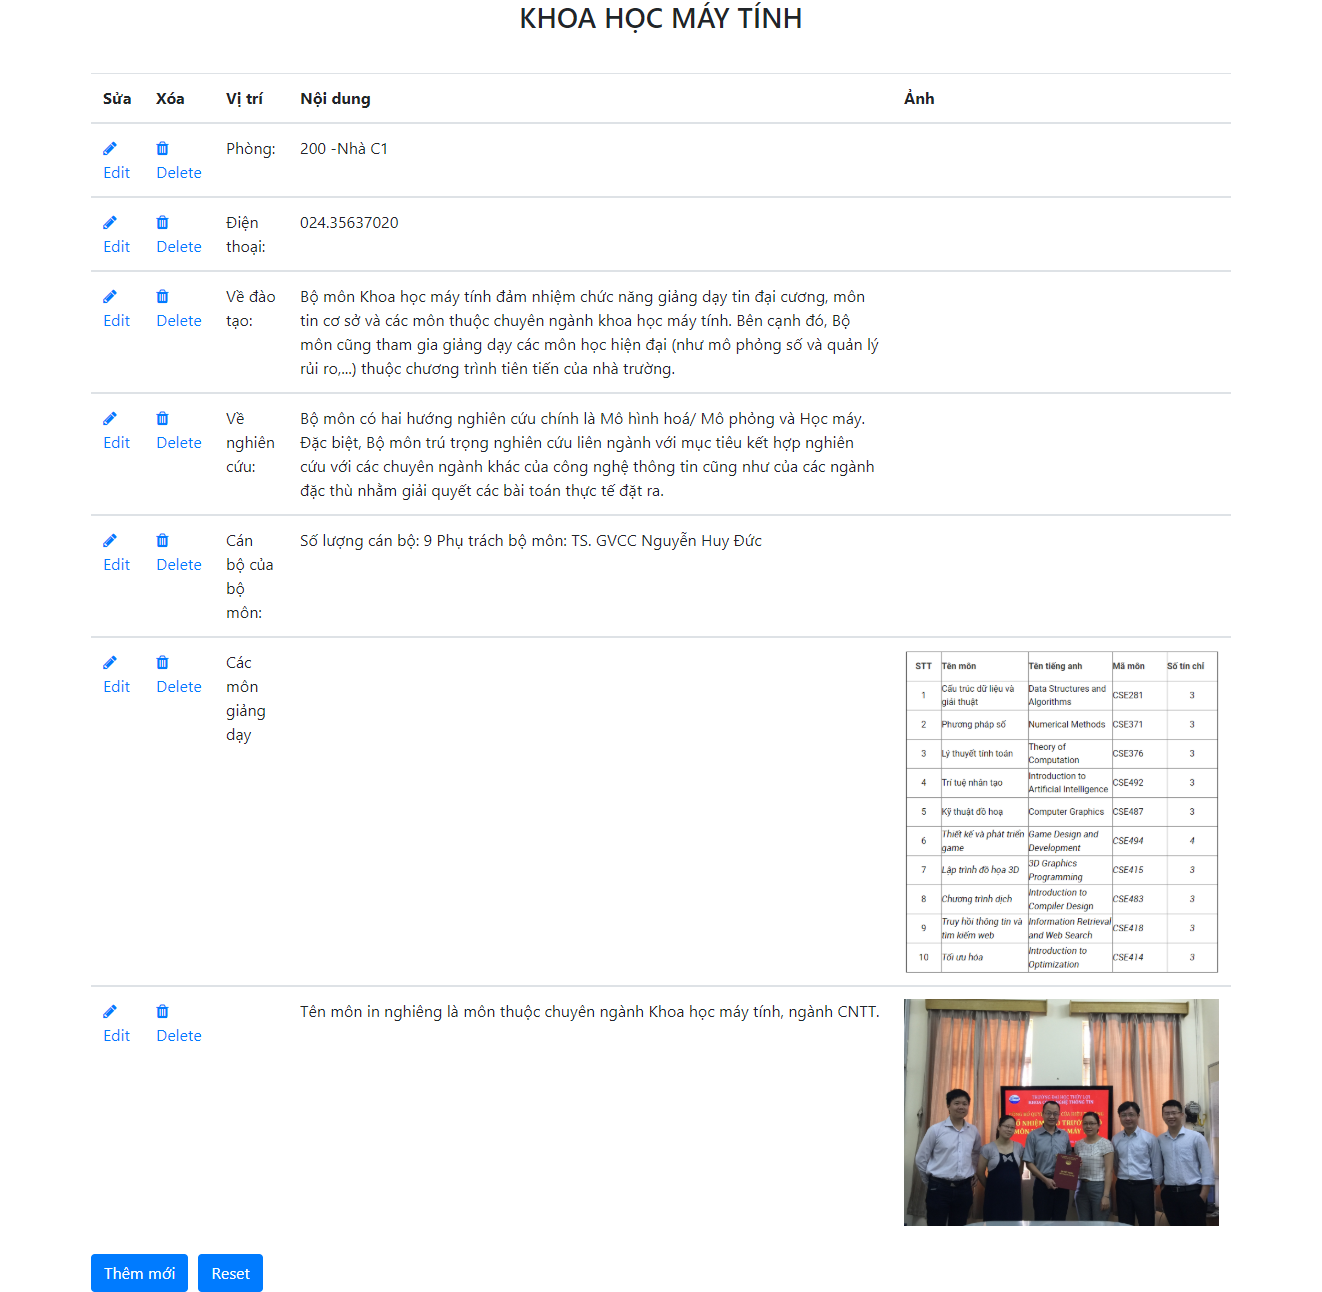 KHOA HỌC MÁY TÍNH
Sửa Xóa Vị trí Nội dung Ảnh
Edit Delete Phòng: 200 -Nhà C1
Edit Delete Điện thoại: 024.35637020
Edit Delete Về đào tạo:
Bộ môn Khoa học máy tính đảm nhiệm chức năng giảng dạy tin đại cương, môn
tin cơ sở và các môn thuộc chuyên ngành khoa học máy tính. Bên cạnh đó, Bộ
môn cũng tham gia giảng dạy các môn học hiện đại (như mô phỏng số và quản lý
rủi ro,...) thuộc chương trình tiên tiến của nhà trường.
Edit Delete Về nghiên cứu:
Bộ môn có hai hướng nghiên cứu chính là Mô hình hoá/ Mô phỏng và Học máy.
Đặc biệt, Bộ môn trú trọng nghiên cứu liên ngành với mục tiêu kết hợp nghiên
cứu với các chuyên ngành khác của công nghệ thông tin cũng như của các ngành
đặc thù nhằm giải quyết các bài toán thực tế đặt ra.
Edit Delete Cán bộ của bộ môn:
Số lượng cán bộ: 9 Phụ trách bộ môn: TS. GVCC Nguyễn Huy Đức
Edit Delete Các môn giảng dạy
STT Tên môn Tên tiếng anh Mã môn Số tín chỉ
1 Cấu trúc dữ liệu và giải thuật Data Structures and Algorithms CSE281 3
2 Phương pháp số Numerical Methods CSE371 3
3 Lý thuyết tính toán Theory of Computation CSE376 3
4 Trí tuệ nhân tạo Introduction to Artificial Intelligence CSE492 3
5 Kỹ thuật đồ hoạ Computer Graphics CSE487 3
6 Thiết kế và phát triển game Game Design and Development CSE494 4
7 Lập trình đồ họa 3D 3D Graphics Programming CSE415 3
8 Chương trình dịch Introduction to Compiler Design CSE483 3
9 Truy hồi thông tin và tìm kiếm web Information Retrieval and Web Search CSE418 3
10 Tối ưu hóa Introduction to Optimization CSE414 3
Edit Delete
Tên môn in nghiêng là môn thuộc chuyên ngành Khoa học máy tính, ngành CNTT.
TRƯỜNG ĐẠI HỌC THỦY LỢI
Thêm mới Reset